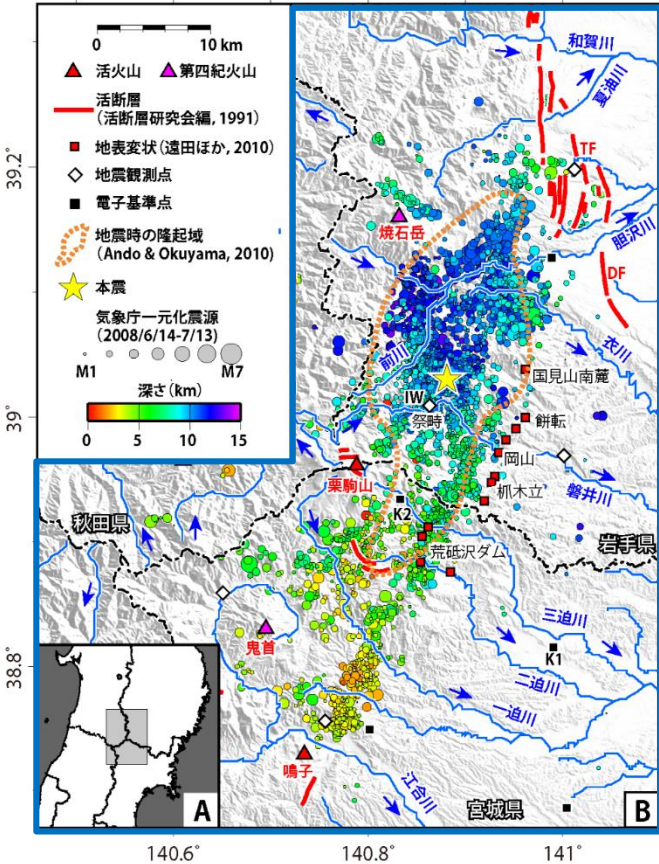 0 10 km
活火山 第四紀火山
活断層
(活断層研究会編, 1991)
地表変状(遠田ほか, 2010)
地震観測点
電子基準点
地震時の隆起域
(Ando & Okuyama, 2010)
本震
気象庁一元化震源
(2008/6/14-7/13)
M1 M7
深さ(km)
0 5 10 15
39.2
39
38.8
140.6 140.8 141
和賀川
夏油川
TF
焼石岳
胆沢川
DF
前川
衣川
国見山南麓
IW
祭畤
餅転
岡山
栗駒山
磐井川
K2
枛木立
秋田県
岩手県
荒砥沢ダム
三迫川
鬼首
K1
二迫川
一迫川
鳴子
江合川
宮城県
A
B